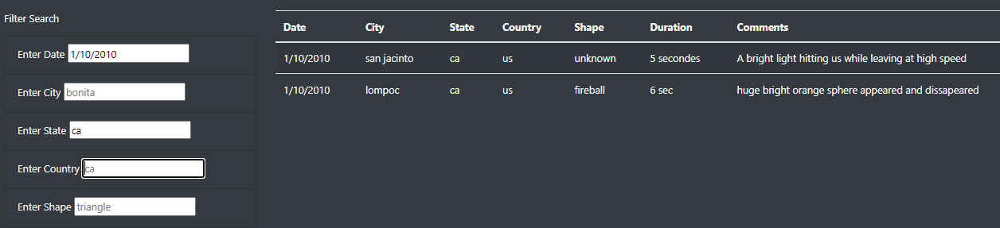 Filter Search
Enter Date 1/10/2010
Enter City bonita
Enter State ca
Enter Country ca
Enter Shape triangle
Date City State Country Shape Duration Comments
1/10/2010 san jacinto ca us unknown 5 secondes A bright light hitting us while leaving at high speed
1/10/2010 lompoc ca us fireball 6 sec huge bright orange sphere appeared and dissapeared